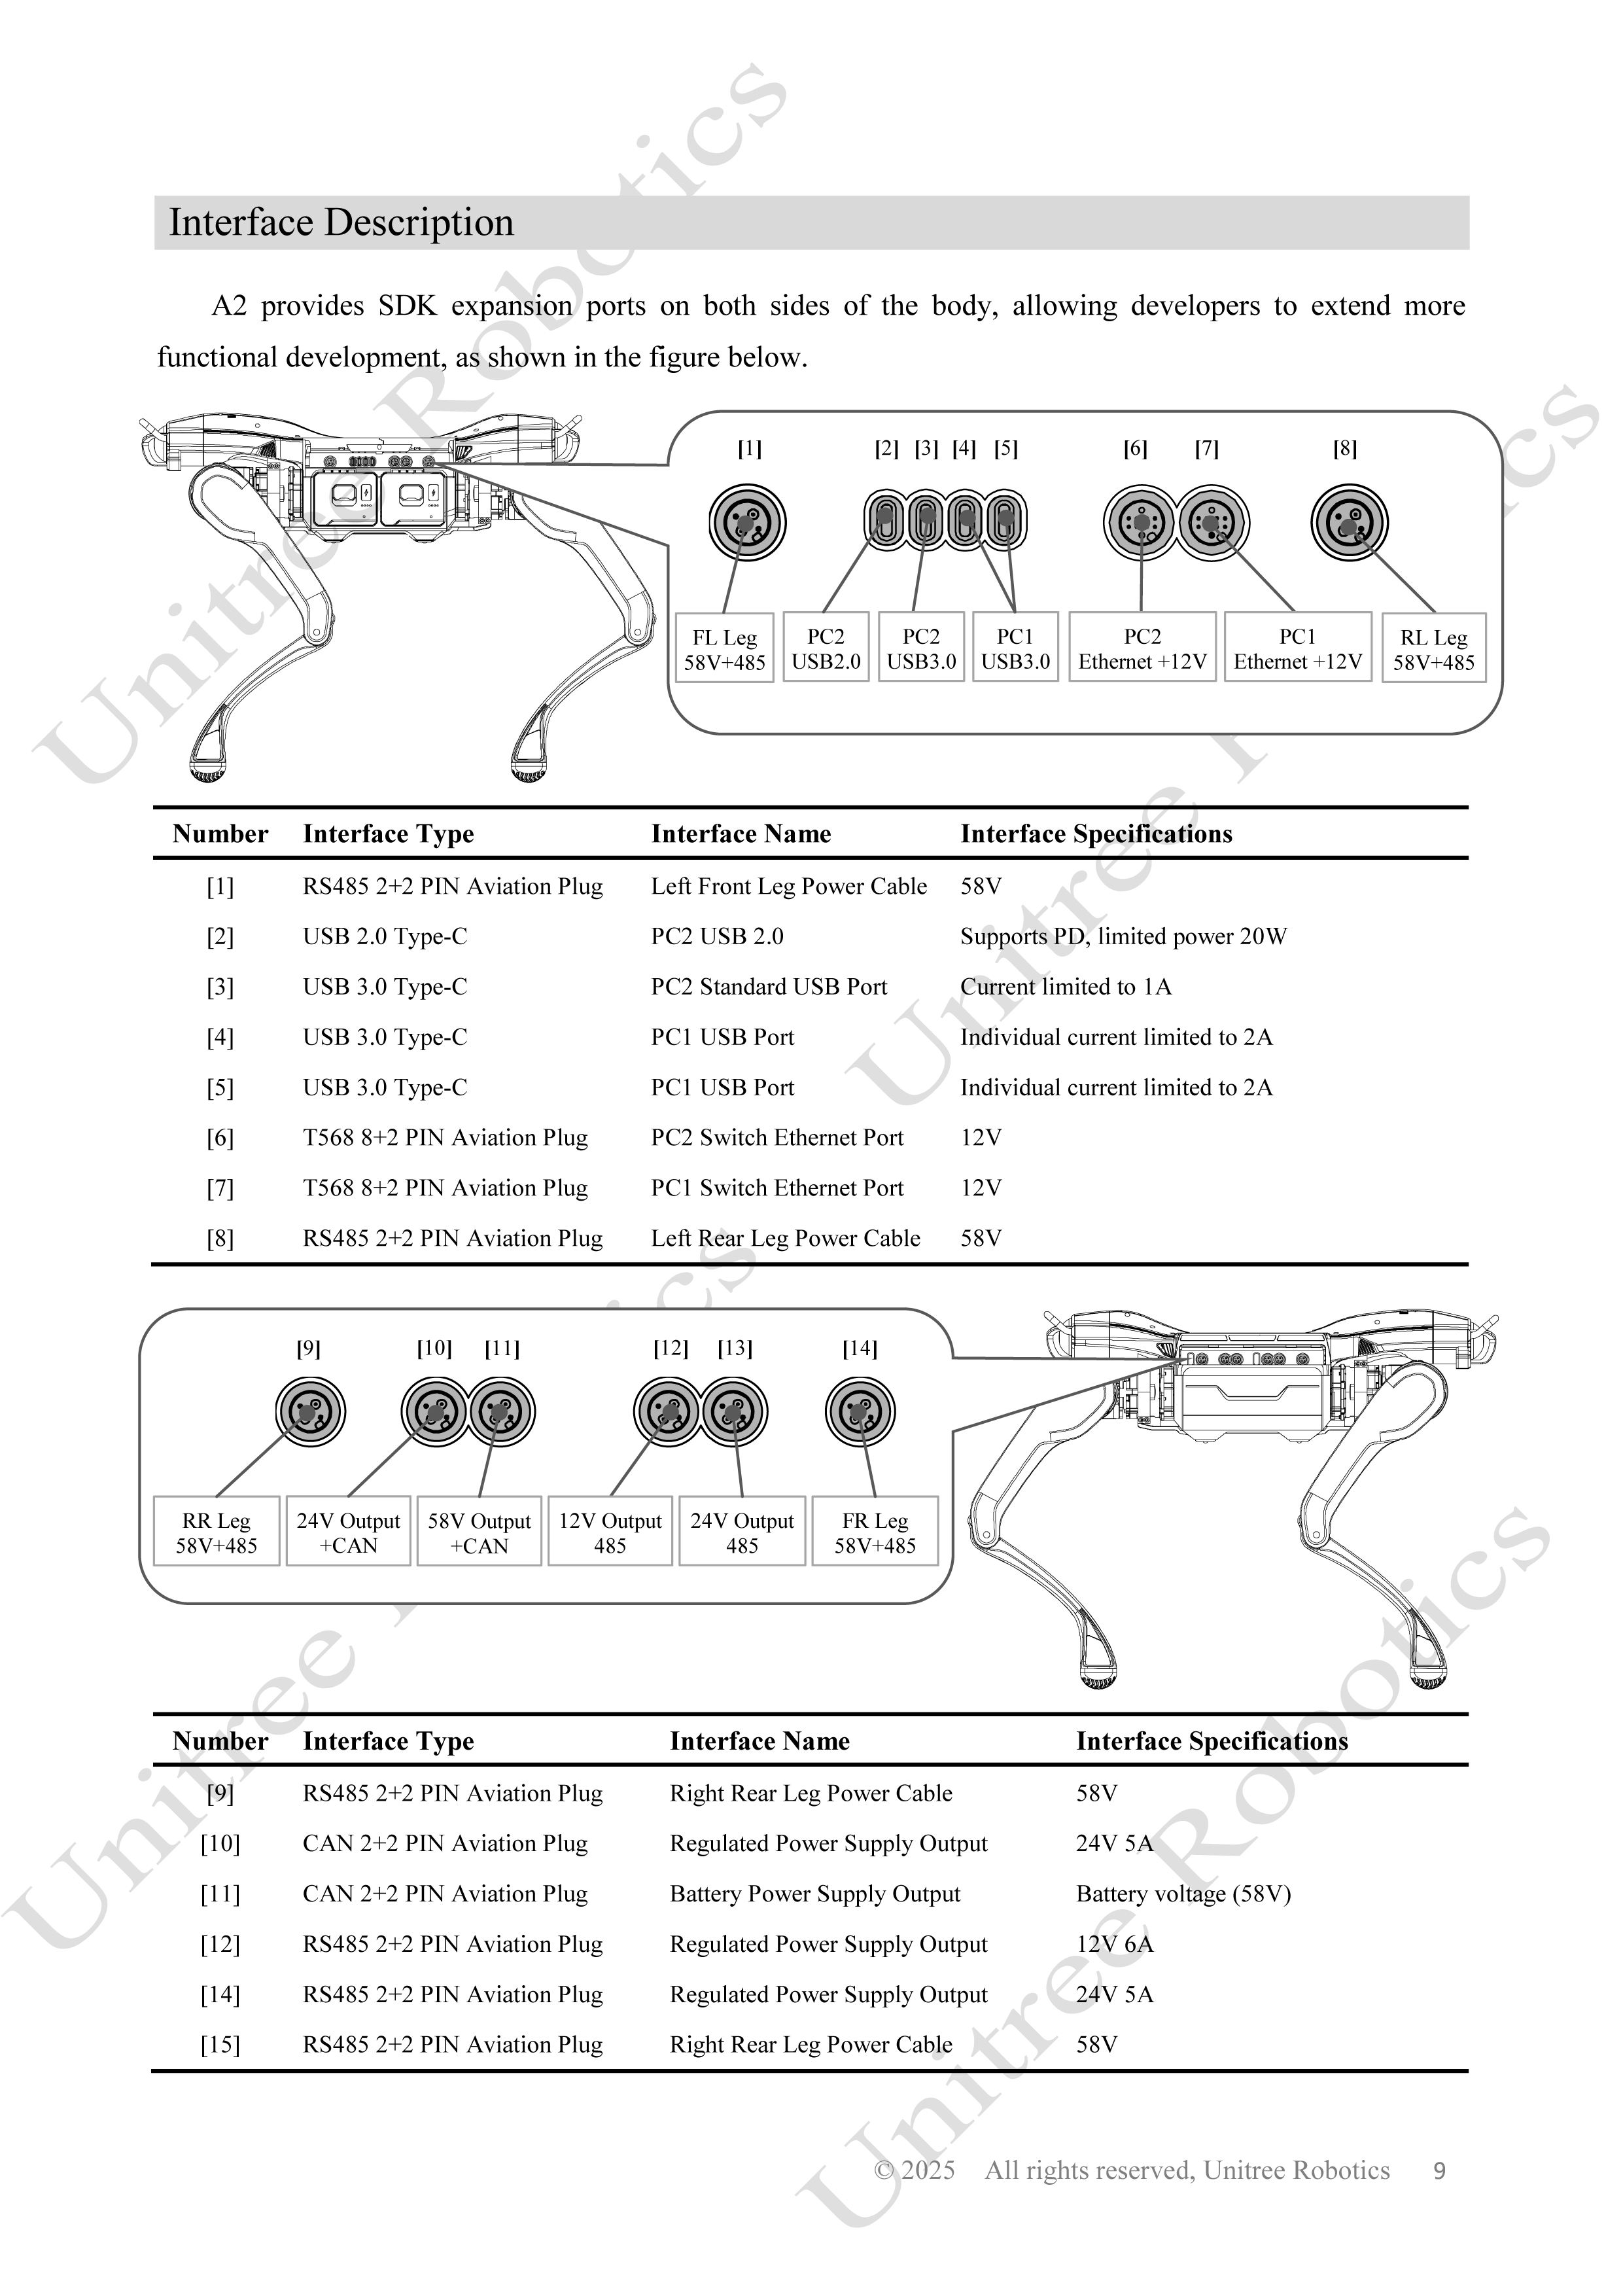 Interface Description
A2 provides SDK expansion ports on both sides of the body, allowing developers to extend more
functional development, as shown in the figure below.
[1] [2] [3] [4] [5] [6] [7] [8]
FL Leg
58V+485
PC2
USB2.0
PC2
USB3.0
PC1
USB3.0
PC2
Ethernet +12V
PC1
Ethernet +12V
RL Leg
58V+485
Number Interface Type Interface Name Interface Specifications
[1] RS485 2+2 PIN Aviation Plug Left Front Leg Power Cable 58V
[2] USB 2.0 Type-C PC2 USB 2.0 Supports PD, limited power 20W
[3] USB 3.0 Type-C PC2 Standard USB Port Current limited to 1A
[4] USB 3.0 Type-C PC1 USB Port Individual current limited to 2A
[5] USB 3.0 Type-C PC1 USB Port Individual current limited to 2A
[6] T568 8+2 PIN Aviation Plug PC2 Switch Ethernet Port 12V
[7] T568 8+2 PIN Aviation Plug PC1 Switch Ethernet Port 12V
[8] RS485 2+2 PIN Aviation Plug Left Rear Leg Power Cable 58V
[9] [10] [11] [12] [13] [14]
RR Leg
58V+485
24V Output
+CAN
58V Output
+CAN
12V Output
485
24V Output
485
FR Leg
58V+485
Number Interface Type Interface Name Interface Specifications
[9] RS485 2+2 PIN Aviation Plug Right Rear Leg Power Cable 58V
[10] CAN 2+2 PIN Aviation Plug Regulated Power Supply Output 24V 5A
[11] CAN 2+2 PIN Aviation Plug Battery Power Supply Output Battery voltage (58V)
[12] RS485 2+2 PIN Aviation Plug Regulated Power Supply Output 12V 6A
[14] RS485 2+2 PIN Aviation Plug Regulated Power Supply Output 24V 5A
[15] RS485 2+2 PIN Aviation Plug Right Rear Leg Power Cable 58V
© 2025 All rights reserved, Unitree Robotics 9
Unitree Robotics
Unitree Robotics
Unitree Robotics
Unitree Robotics